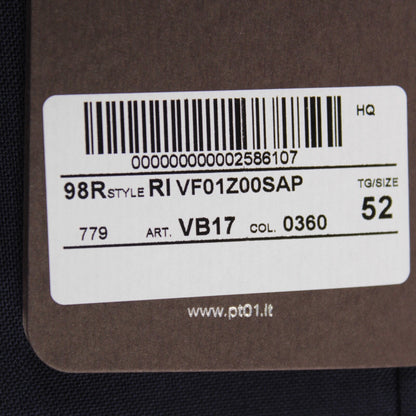 HQ
000000000002586107
98R STYLE RI VF01Z00SAP TG/SIZE
52
779 ART. VB17 COL. 0360
www.pt01.it